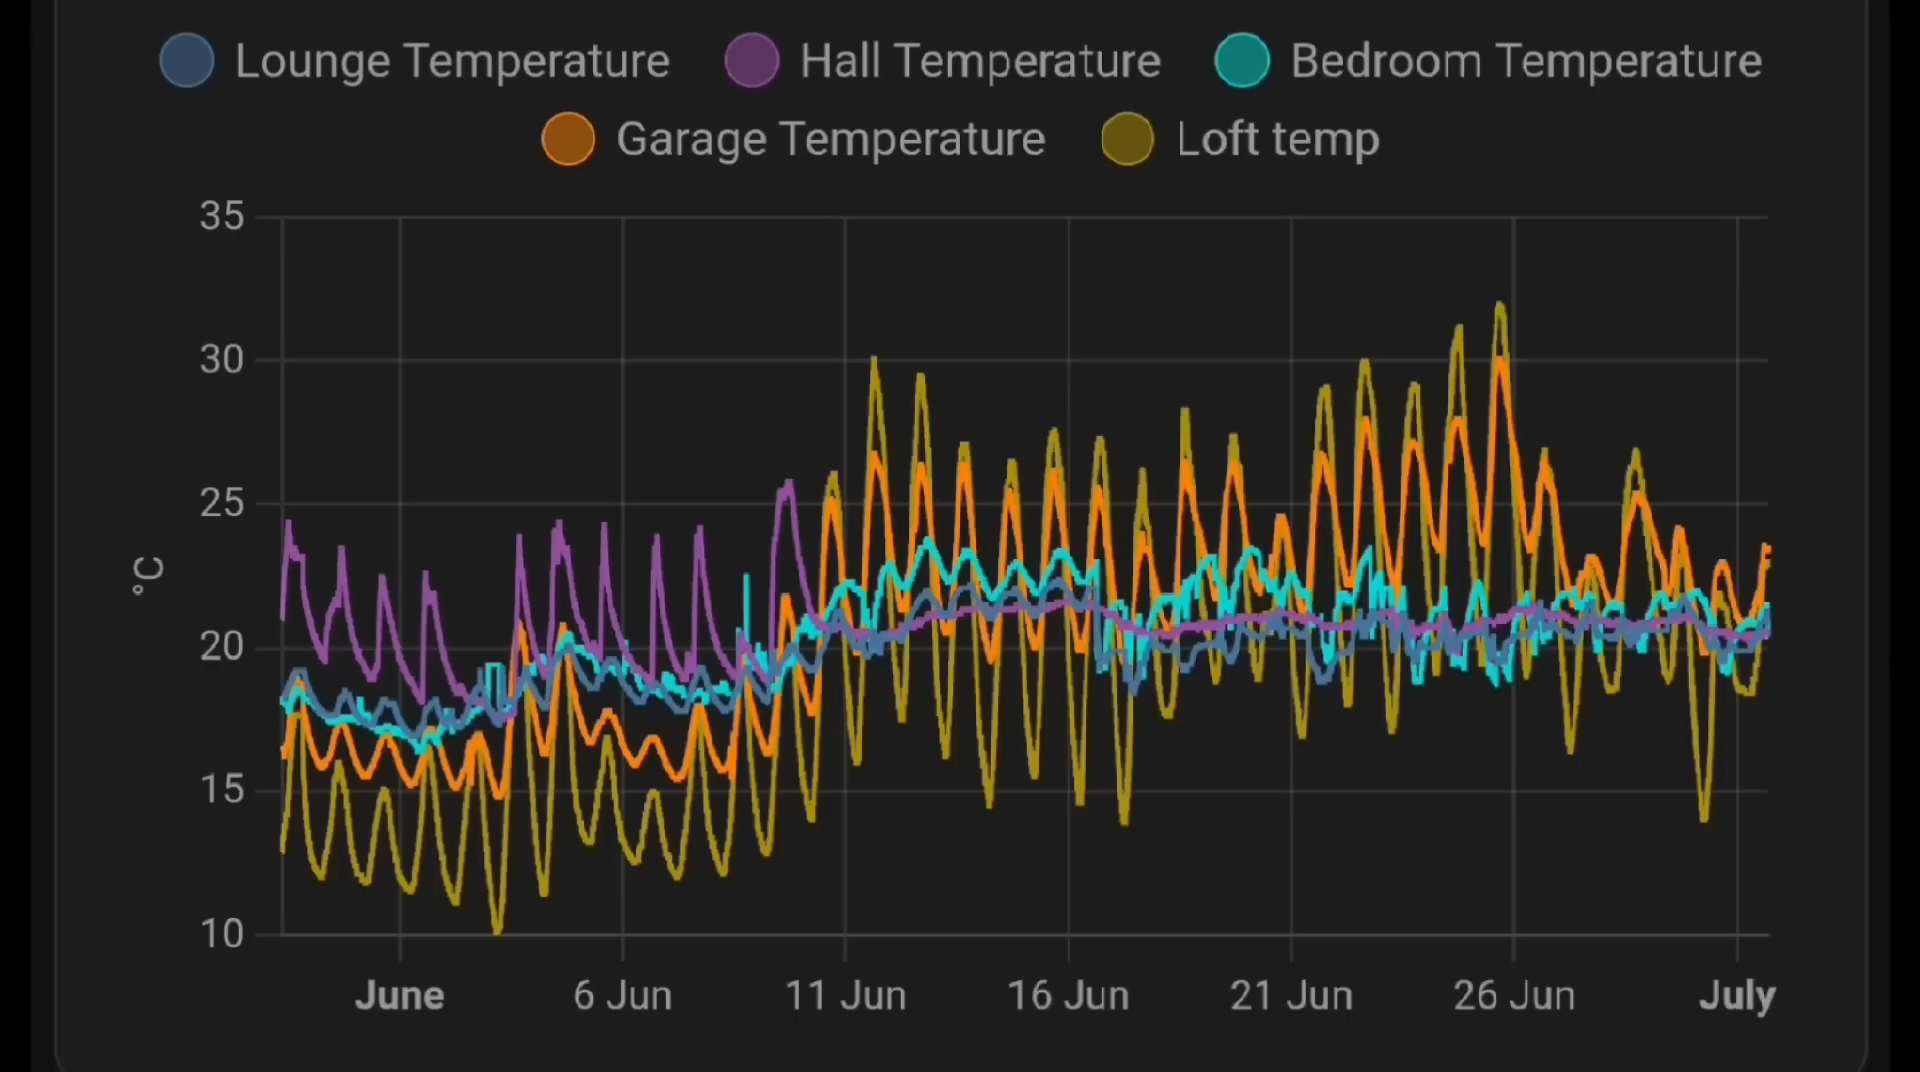 Lounge Temperature Hall Temperature Bedroom Temperature
Garage Temperature Loft temp
35
30
25
20
15
10
°C
June 6 Jun 11 Jun 16 Jun 21 Jun 26 Jun July